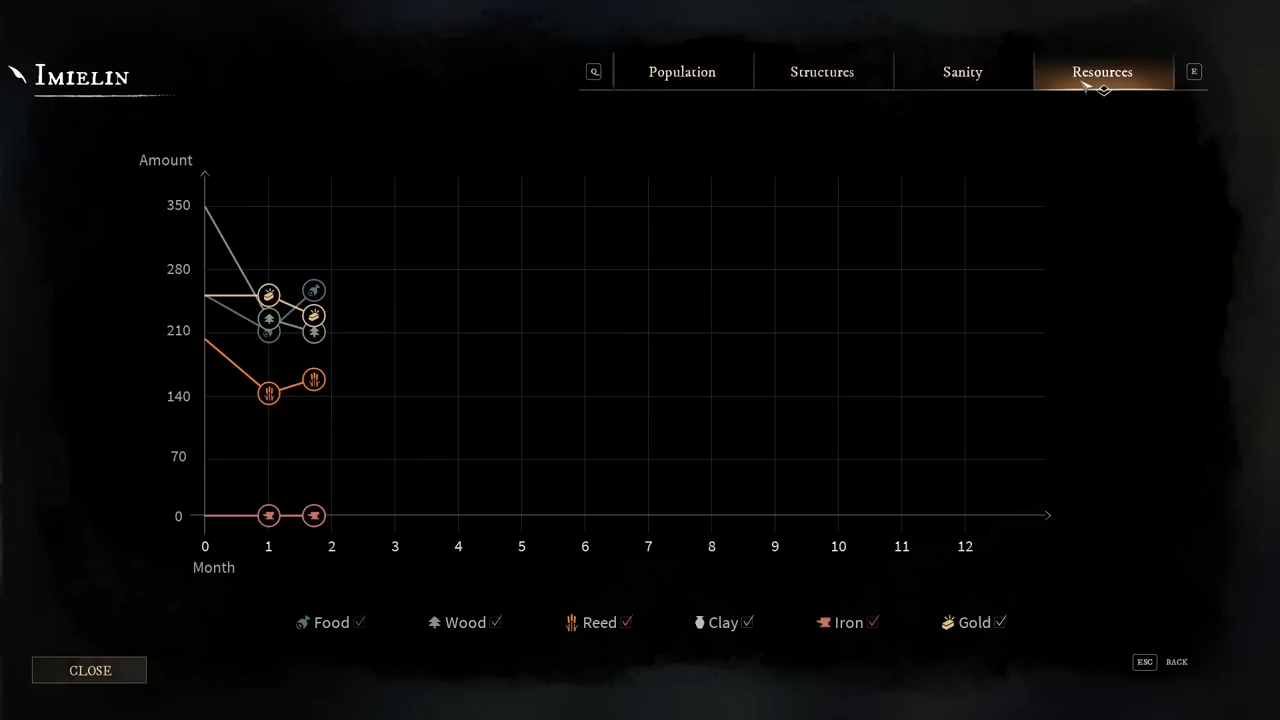 Imielin
Q Population Structures Sanity Resources E
Amount
350
280
210
140
70
0
0 1 2 3 4 5 6 7 8 9 10 11 12
Month
Food Wood Reed Clay Iron Gold
CLOSE
ESC BACK